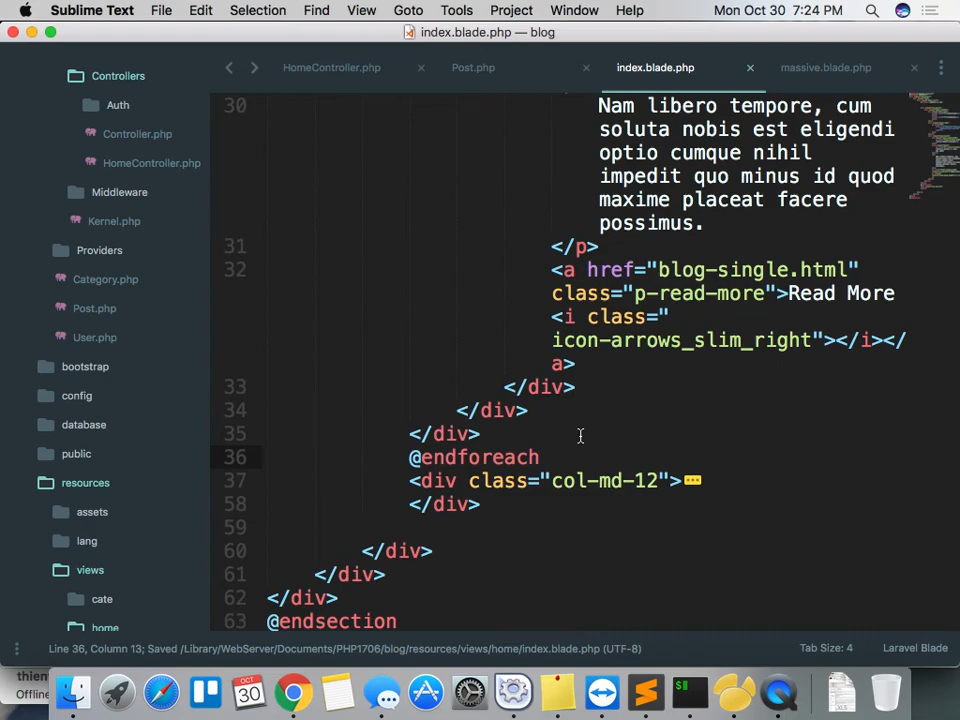 Sublime Text File Edit Selection Find View Goto Tools Project Window Help Mon Oct 30 7:24 PM
index.blade.php — blog
HomeController.php Post.php index.blade.php massive.blade.php
Controllers
Auth
Controller.php
HomeController.php
Middleware
Kernel.php
Providers
Category.php
Post.php
User.php
bootstrap
config
database
public
resources
assets
lang
views
cate
home
30 Nam libero tempore, cum
soluta nobis est eligendi
optio cumque nihil
impedit quo minus id quod
maxime placeat facere
possimus.
31 </p>
32 <a href="blog-single.html"
class="p-read-more">Read More
<i class="
icon-arrows_slim_right"></i></
a>
33 </div>
34 </div>
35 </div>
36 @endforeach
37 <div class="col-md-12">
58 </div>
59
60 </div>
61 </div>
62 </div>
63 @endsection
Line 36, Column 13; Saved /Library/WebServer/Documents/PHP1706/blog/resources/views/home/index.blade.php (UTF-8) Tab Size: 4 Laravel Blade
thien
Offline
OCT
30
$
XLS